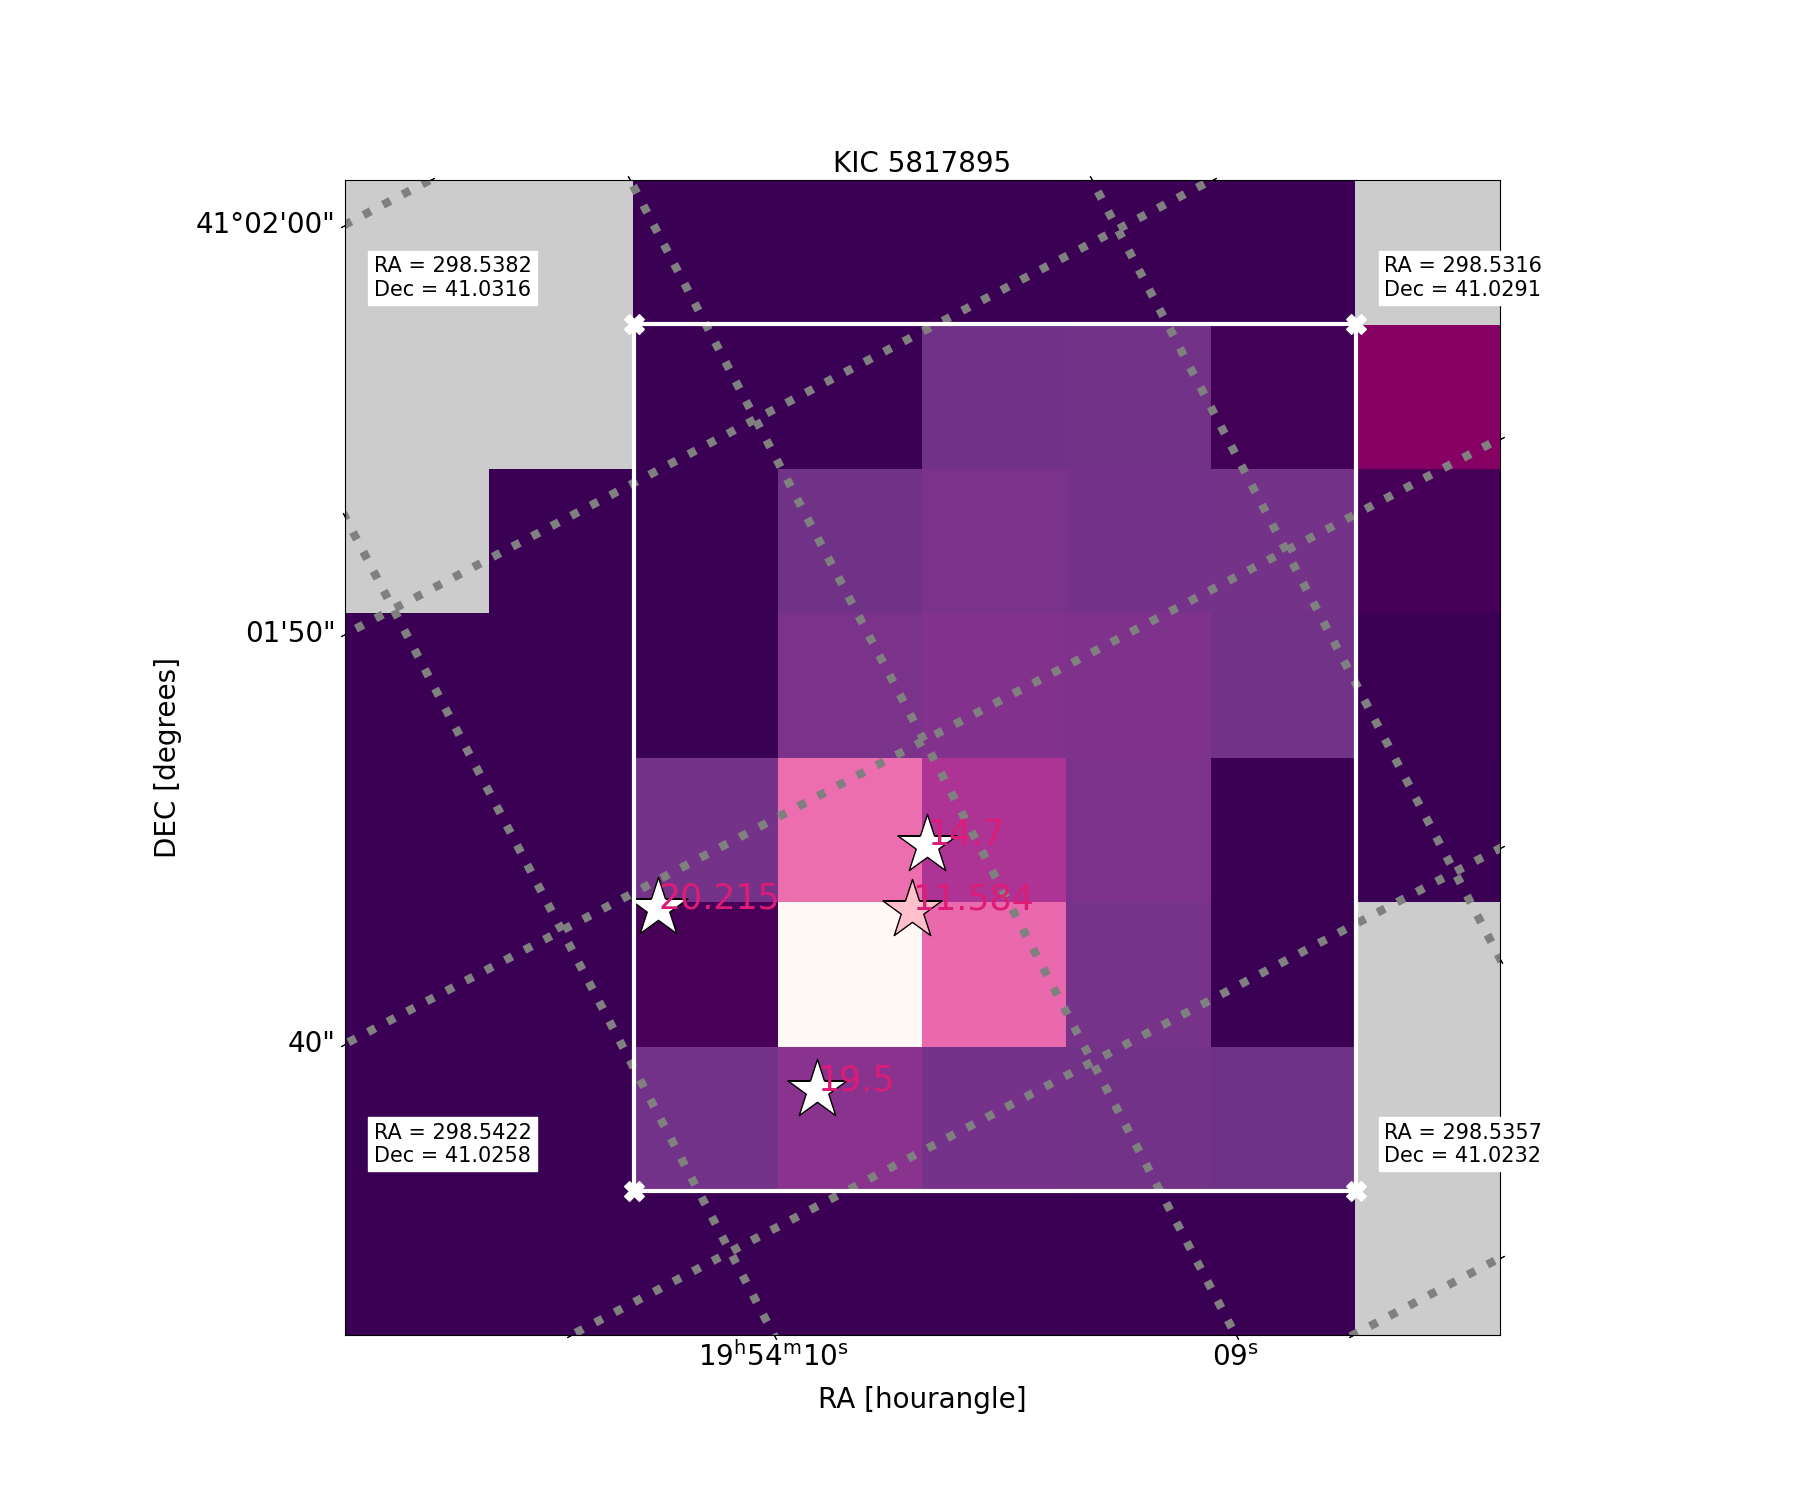 KIC 5817895
41°02'00"
RA = 298.5382
Dec = 41.0316
RA = 298.5316
Dec = 41.0291
01'50"
DEC [degrees]
14.7
20.215
11.584
40"
19.5
RA = 298.5422
Dec = 41.0258
RA = 298.5357
Dec = 41.0232
19h54m10s
09s
RA [hourangle]